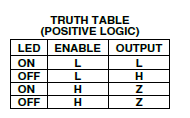 TRUTH TABLE
(POSITIVE LOGIC)
LED ENABLE OUTPUT
ON L L
OFF L H
ON H Z
OFF H Z